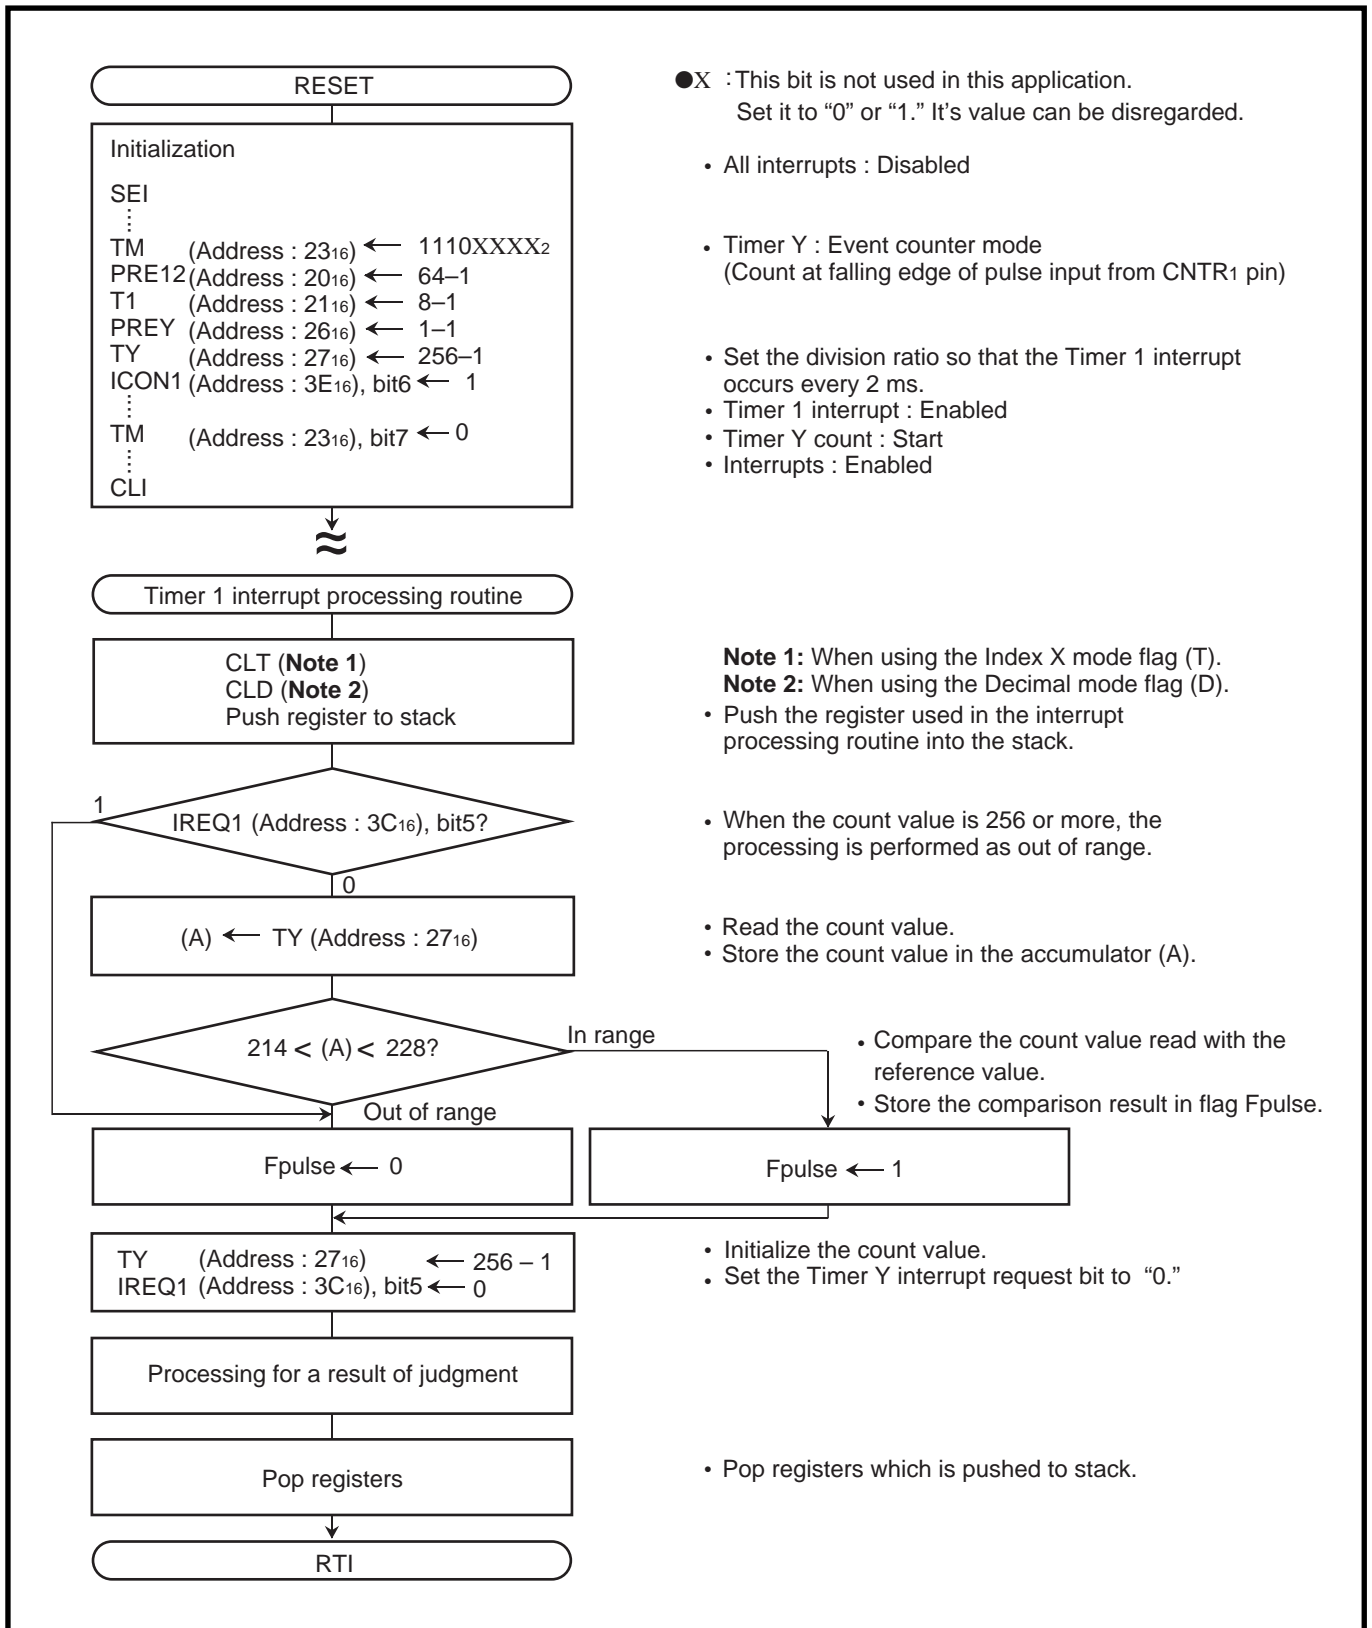 RESET
●X : This bit is not used in this application.
Set it to “0” or “1.” It’s value can be disregarded.
Initialization
• All interrupts : Disabled
SEI
TM (Address : 23₁₆) ← 1110XXXX₂
• Timer Y : Event counter mode
(Count at falling edge of pulse input from CNTR₁ pin)
PRE12 (Address : 20₁₆) ← 64–1
T1 (Address : 21₁₆) ← 8–1
PREY (Address : 26₁₆) ← 1–1
TY (Address : 27₁₆) ← 256–1
• Set the division ratio so that the Timer 1 interrupt
occurs every 2 ms.
ICON1 (Address : 3E₁₆), bit6 ← 1
• Timer 1 interrupt : Enabled
TM (Address : 23₁₆), bit7 ← 0
• Timer Y count : Start
• Interrupts : Enabled
CLI
≈
Timer 1 interrupt processing routine
CLT (Note 1)
CLD (Note 2)
Push register to stack
Note 1: When using the Index X mode flag (T).
Note 2: When using the Decimal mode flag (D).
• Push the register used in the interrupt
processing routine into the stack.
1
IREQ1 (Address : 3C₁₆), bit5?
• When the count value is 256 or more, the
processing is performed as out of range.
0
(A) ← TY (Address : 27₁₆)
• Read the count value.
• Store the count value in the accumulator (A).
214 < (A) < 228?
In range
• Compare the count value read with the
reference value.
• Store the comparison result in flag Fpulse.
Out of range
Fpulse ← 0
Fpulse ← 1
TY (Address : 27₁₆) ← 256 – 1
IREQ1 (Address : 3C₁₆), bit5 ← 0
• Initialize the count value.
• Set the Timer Y interrupt request bit to “0.”
Processing for a result of judgment
Pop registers
• Pop registers which is pushed to stack.
RTI